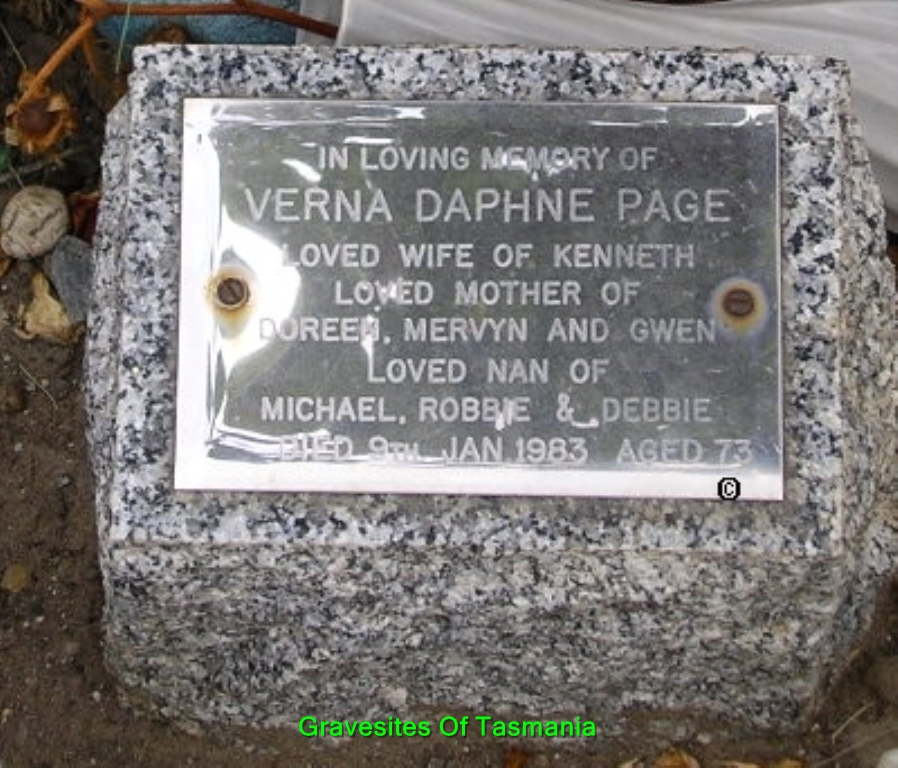 IN LOVING MEMORY OF
VERNA DAPHNE PAGE
LOVED WIFE OF KENNETH
LOVED MOTHER OF
DOREEN, MERVYN AND GWEN
LOVED NAN OF
MICHAEL, ROBBIE & DEBBIE
DIED 9TH JAN 1983 AGED 73
©
Gravesites Of Tasmania